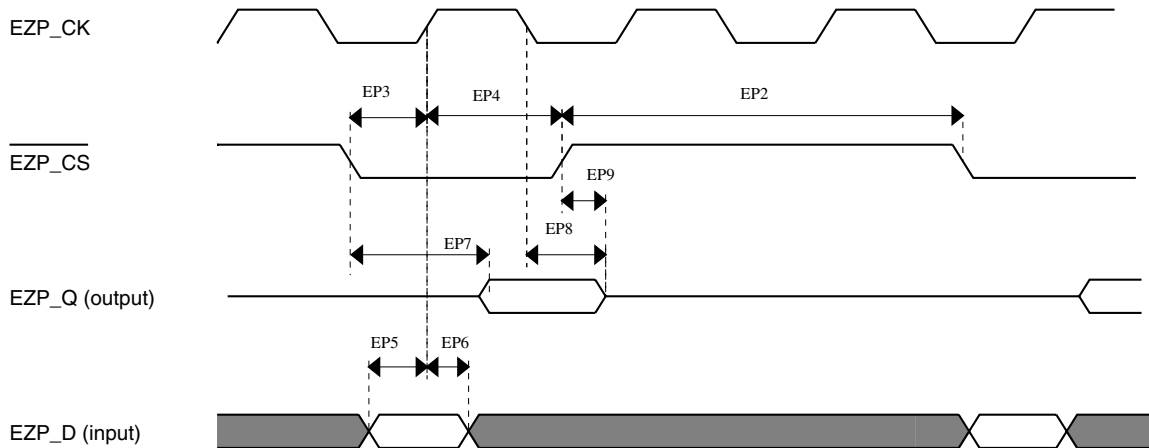 EZP_CK
EP3
EP4
EP2
EZP_CS
EP9
EP8
EP7
EZP_Q (output)
EP5
EP6
EZP_D (input)